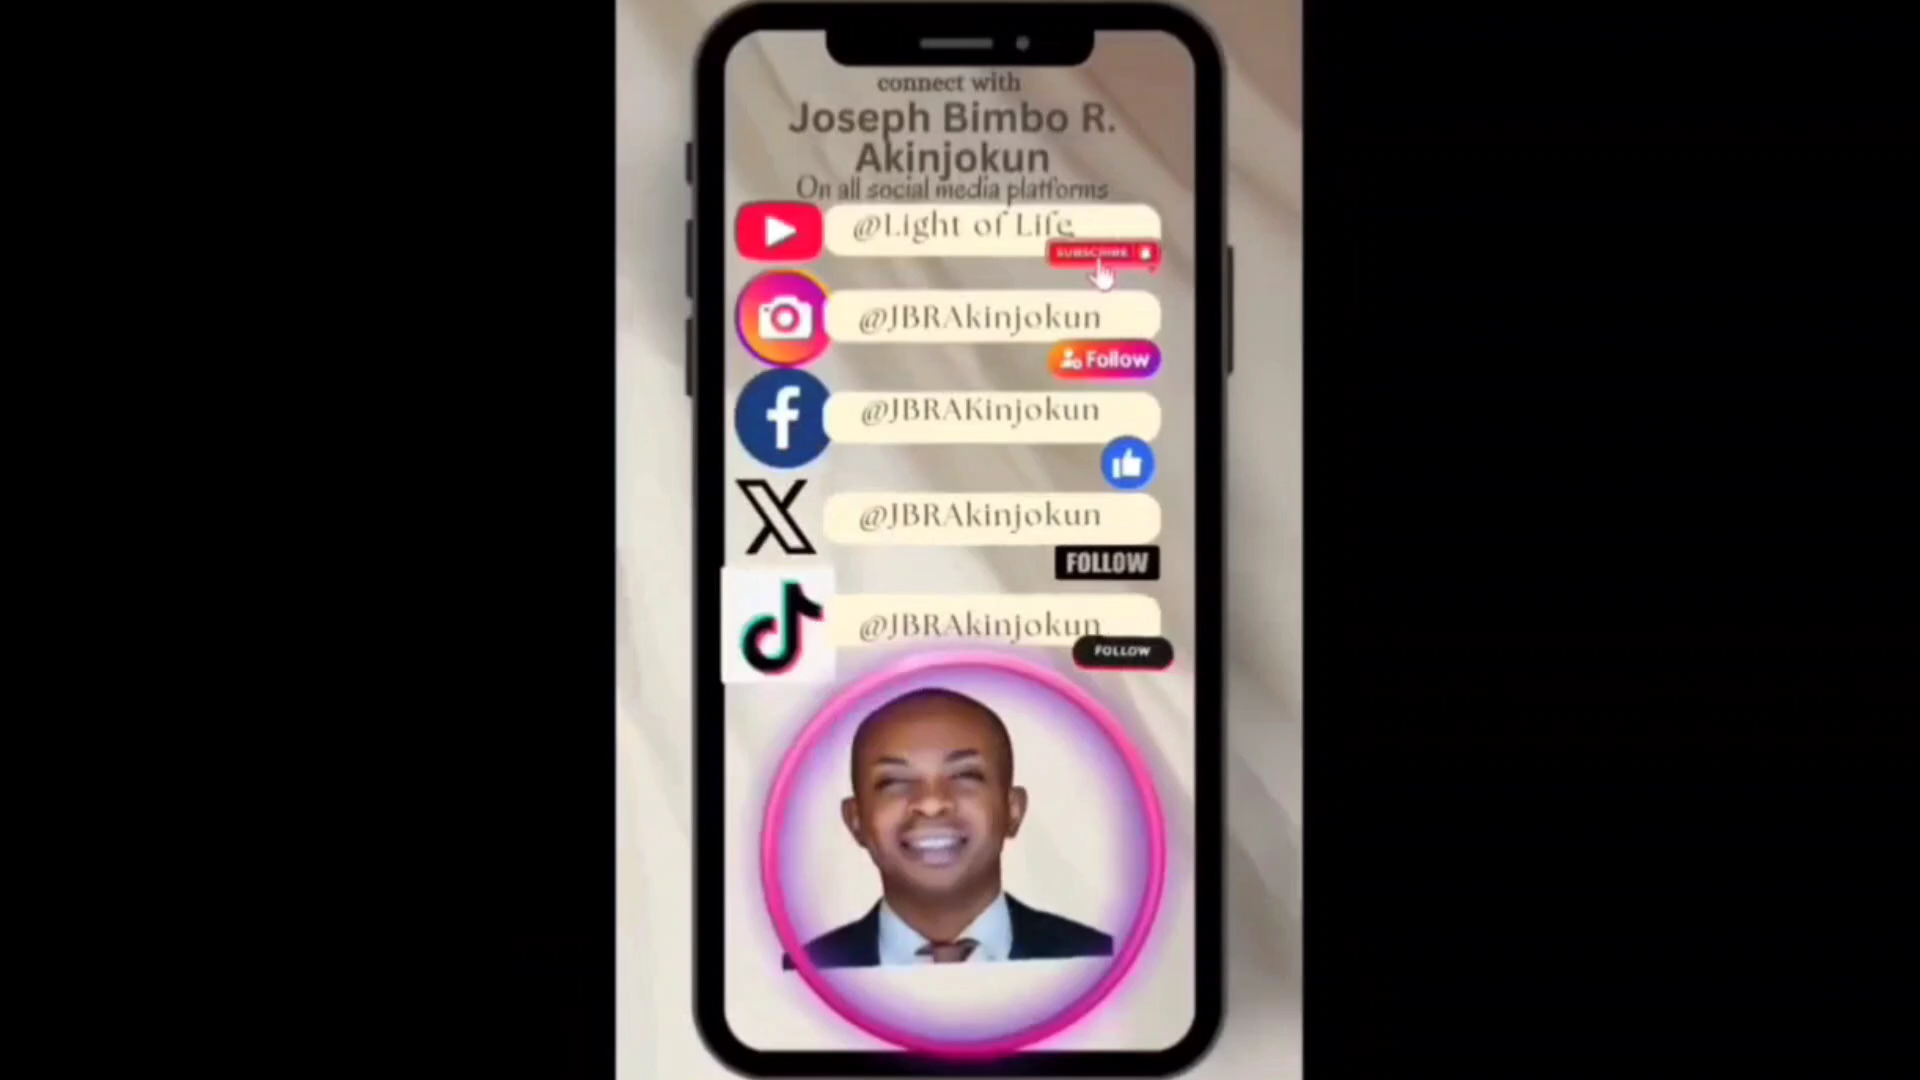 connect with
Joseph Bimbo R.
Akinjokun
On all social media platforms
@Light of Life
SUBSCRIBE
@JBRAkinjokun
Follow
@JBRAKinjokun
@JBRAkinjokun
FOLLOW
@JBRAkinjokun
FOLLOW